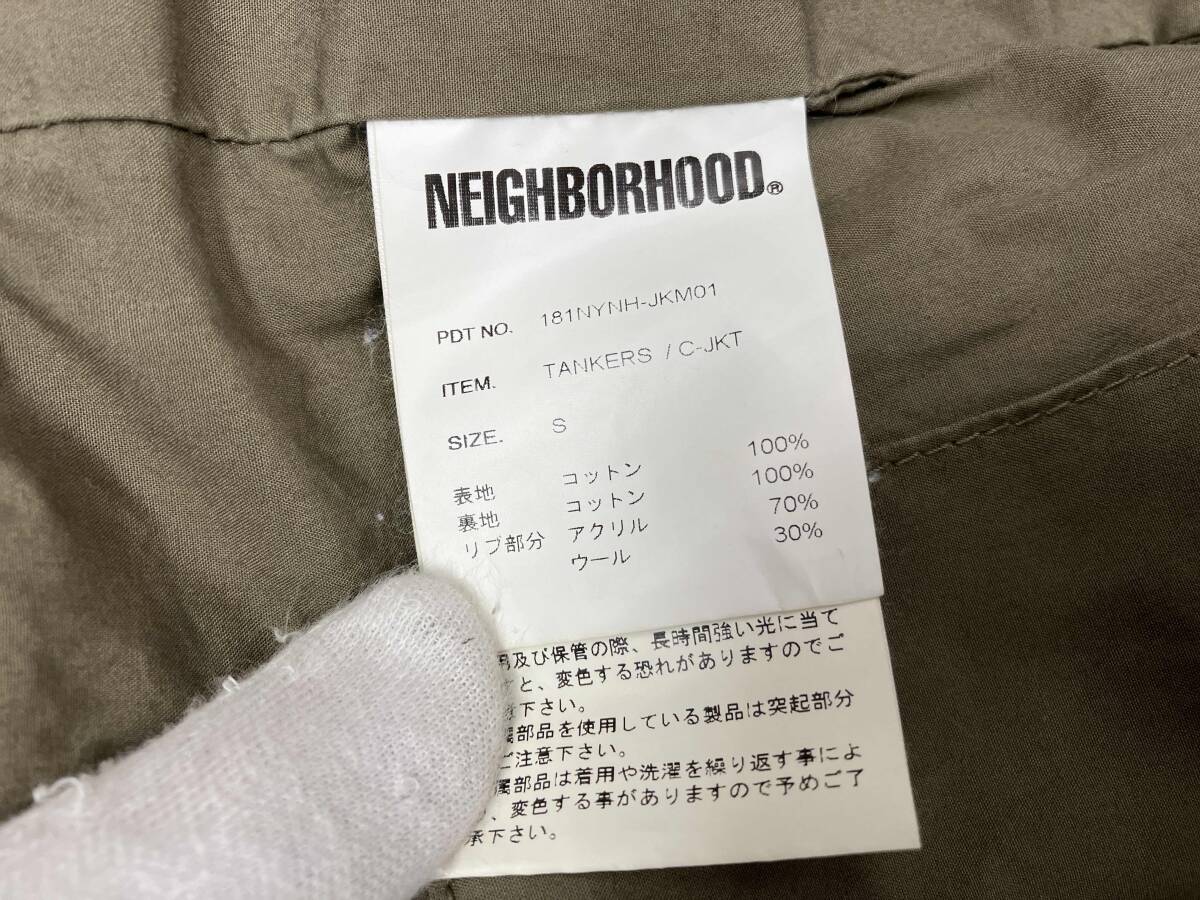 NEIGHBORHOOD®
PDT NO. 181NYNH-JKM01
ITEM. TANKERS / C-JKT
SIZE. S
表地 コットン 100%
裏地 コットン 100%
リブ部分 アクリル 70%
ウール 30%
及び保管の際、長時間強い光に当て
と、変色する恐れがありますのでご
下さい。
部品を使用している製品は突起部分
ご注意下さい。
属部品は着用や洗濯を繰り返す事によ
、変色する事がありますので予めご了
承下さい。